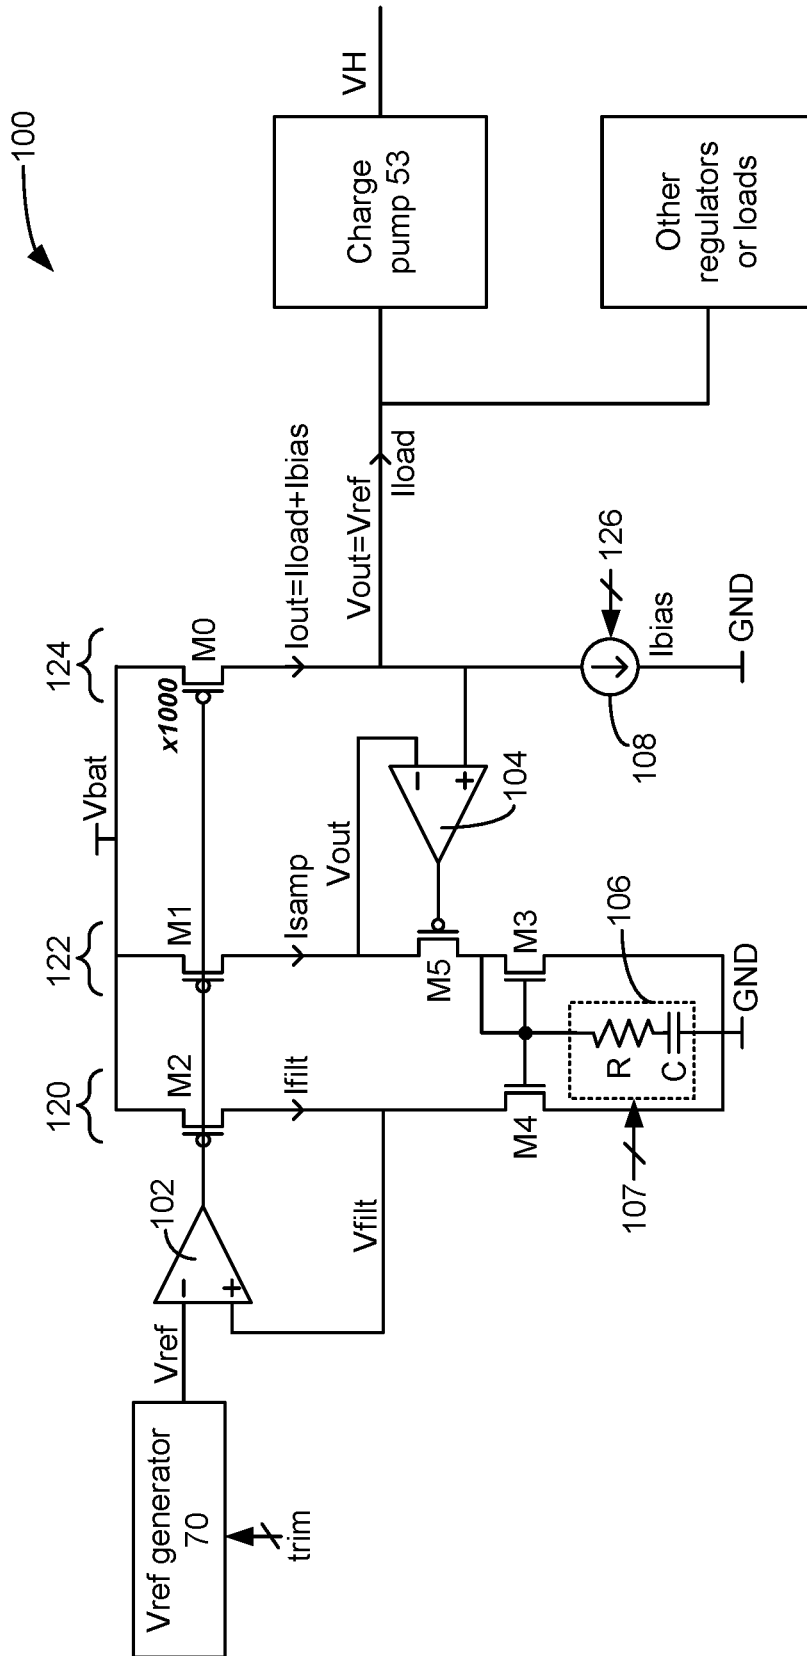 100
Vref generator
70
trim
Vref
102
−
+
Vfilt
120
122
124
Vbat
M2
M1
M0
x1000
Ifilt
Isamp
Iout=Iload+Ibias
Vout
Vout=Vref
Iload
−
+
104
M5
M4
M3
R
C
106
107
GND
108
126
Ibias
GND
Charge
pump 53
VH
Other
regulators
or loads